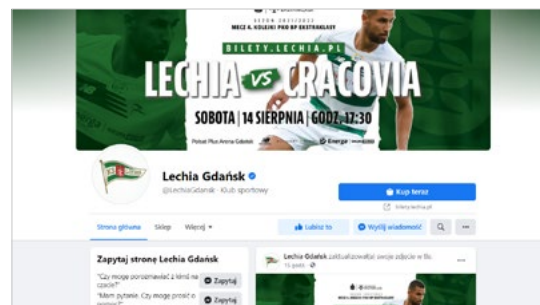 SEZON 2021/2022
MECZ 4. KOLEJKI PKO BP EKSTRAKLASY
BILETY.LECHIA.PL
LECHIA VS CRACOVIA
SOBOTA | 14 SIERPNIA | GODZ. 17:30
Polsat Plus Arena Gdańsk
Energa
Lechia Gdańsk
@LechiaGdansk · Klub sportowy
Kup teraz
bilety.lechia.pl
Strona główna Sklep Więcej
Lubisz to
Wyślij wiadomość
Zapytaj stronę Lechia Gdańsk
"Czy mogę porozmawiać z kimś na czacie?"
Zapytaj
"Mam pytanie. Czy mogę prosić o pomoc?"
Zapytaj
Lechia Gdańsk zaktualizował(a) swoje zdjęcie w tle.
15 godz.